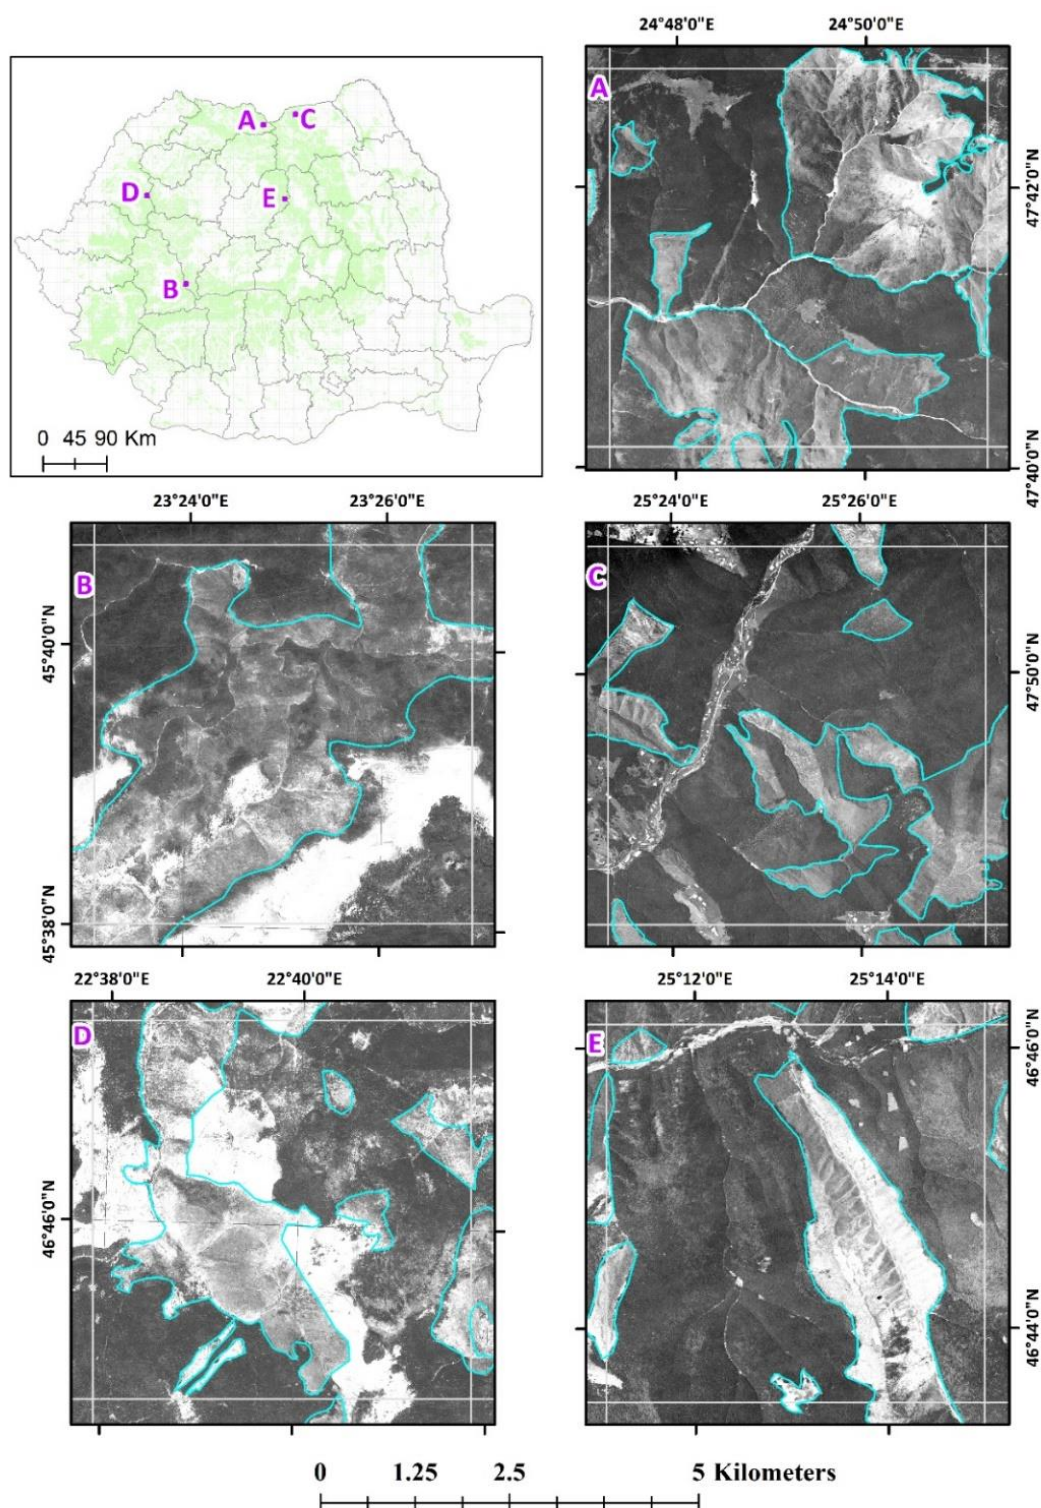 24°48'0"E 24°50'0"E
A C
D E
B
0 45 90 Km
A
47°42'0"N
47°40'0"N
23°24'0"E 23°26'0"E
B
45°40'0"N
45°38'0"N
25°24'0"E 25°26'0"E
C
47°50'0"N
22°38'0"E 22°40'0"E
D
46°46'0"N
25°12'0"E 25°14'0"E
E
46°46'0"N
46°44'0"N
0 1.25 2.5 5 Kilometers